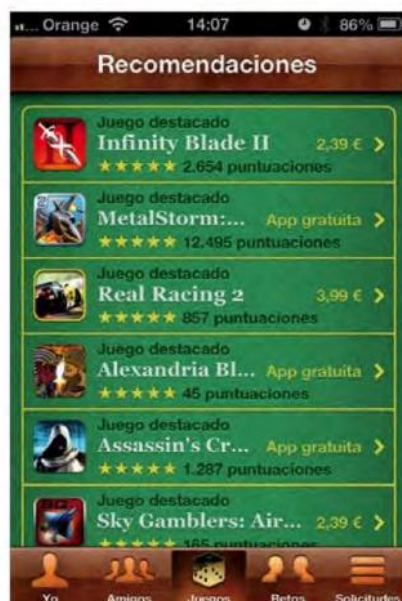 ... Orange 14:07 86%
Recomendaciones
Juego destacado
Infinity Blade II 2,39 € >
★★★★★ 2.654 puntuaciones
Juego destacado
MetalStorm:... App gratuita >
★★★★★ 12.495 puntuaciones
Juego destacado
Real Racing 2 3,99 € >
★★★★★ 857 puntuaciones
Juego destacado
Alexandria Bl... App gratuita >
★★★★★ 45 puntuaciones
Juego destacado
Assassin's Cr... App gratuita >
★★★★★ 1.287 puntuaciones
Juego destacado
Sky Gamblers: Air... 2,39 € >
★★★★★ 165 puntuaciones
Yo Amigos Juegos Retos Solicitudes